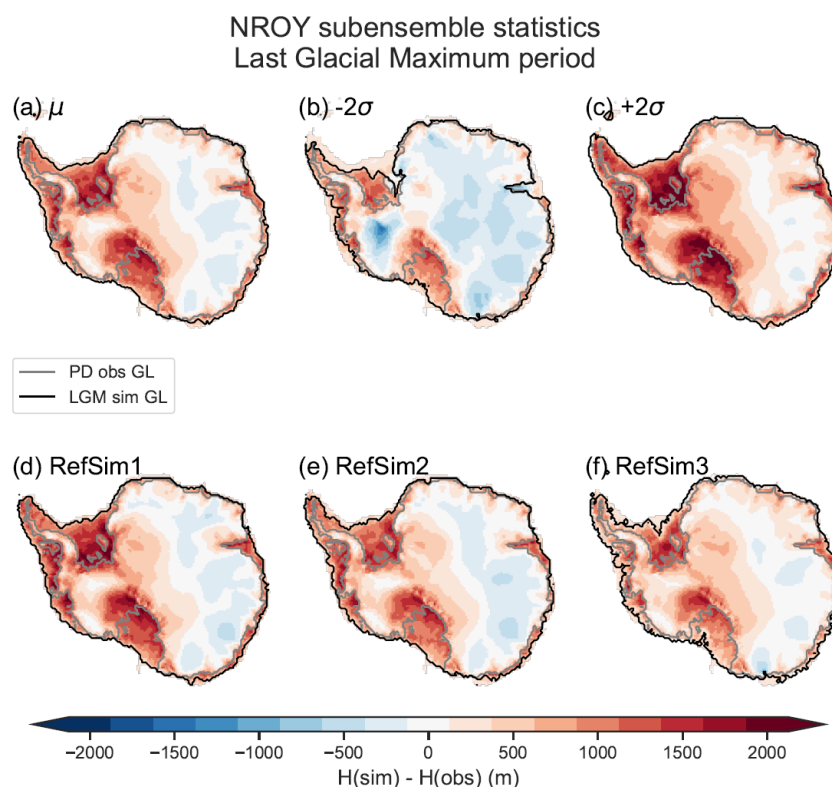 NROY subensemble statistics
Last Glacial Maximum period
(a) μ
(b) -2σ
(c) +2σ
PD obs GL
LGM sim GL
(d) RefSim1
(e) RefSim2
(f) RefSim3
−2000 −1500 −1000 −500 0 500 1000 1500 2000
H(sim) - H(obs) (m)